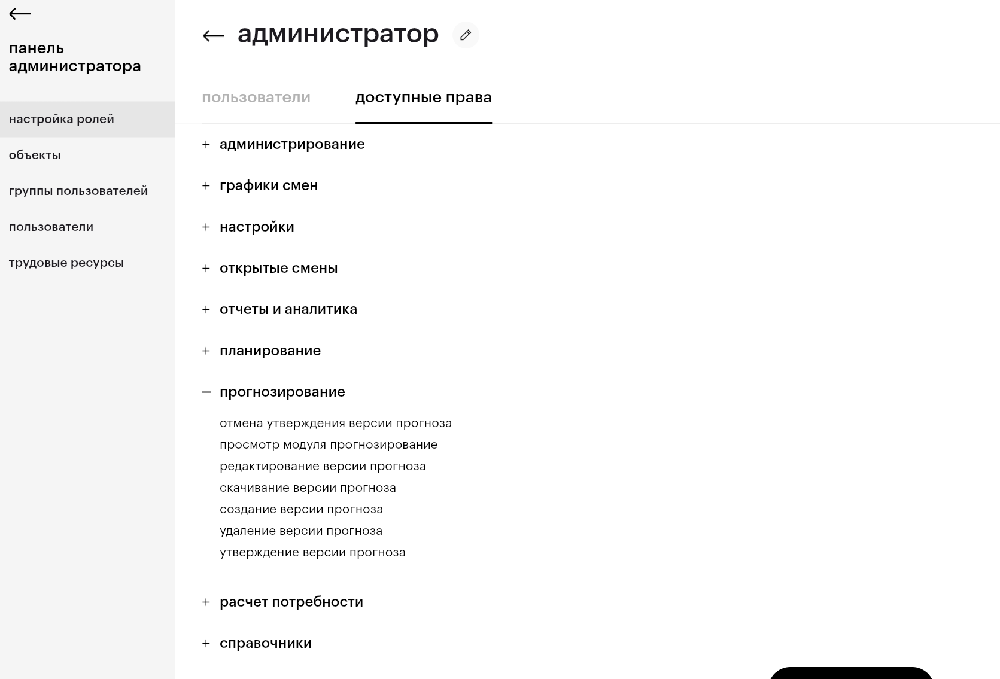 панель
администратора
настройка ролей
объекты
группы пользователей
пользователи
трудовые ресурсы
администратор
пользователи
доступные права
администрирование
графики смен
настройки
открытые смены
отчеты и аналитика
планирование
прогнозирование
отмена утверждения версии прогноза
просмотр модуля прогнозирование
редактирование версии прогноза
скачивание версии прогноза
создание версии прогноза
удаление версии прогноза
утверждение версии прогноза
расчет потребности
справочники